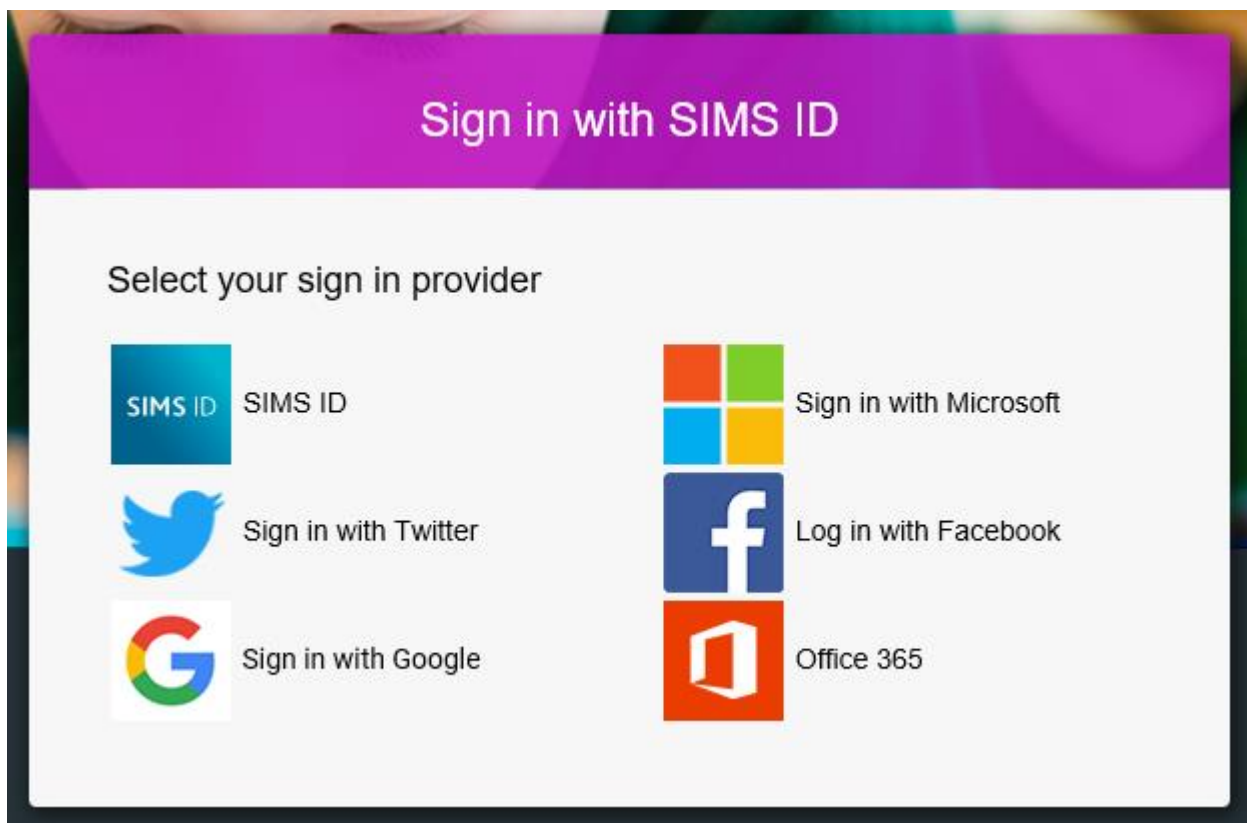 Sign in with SIMS ID
Select your sign in provider
SIMS ID
SIMS ID
Sign in with Microsoft
Sign in with Twitter
Log in with Facebook
Sign in with Google
Office 365